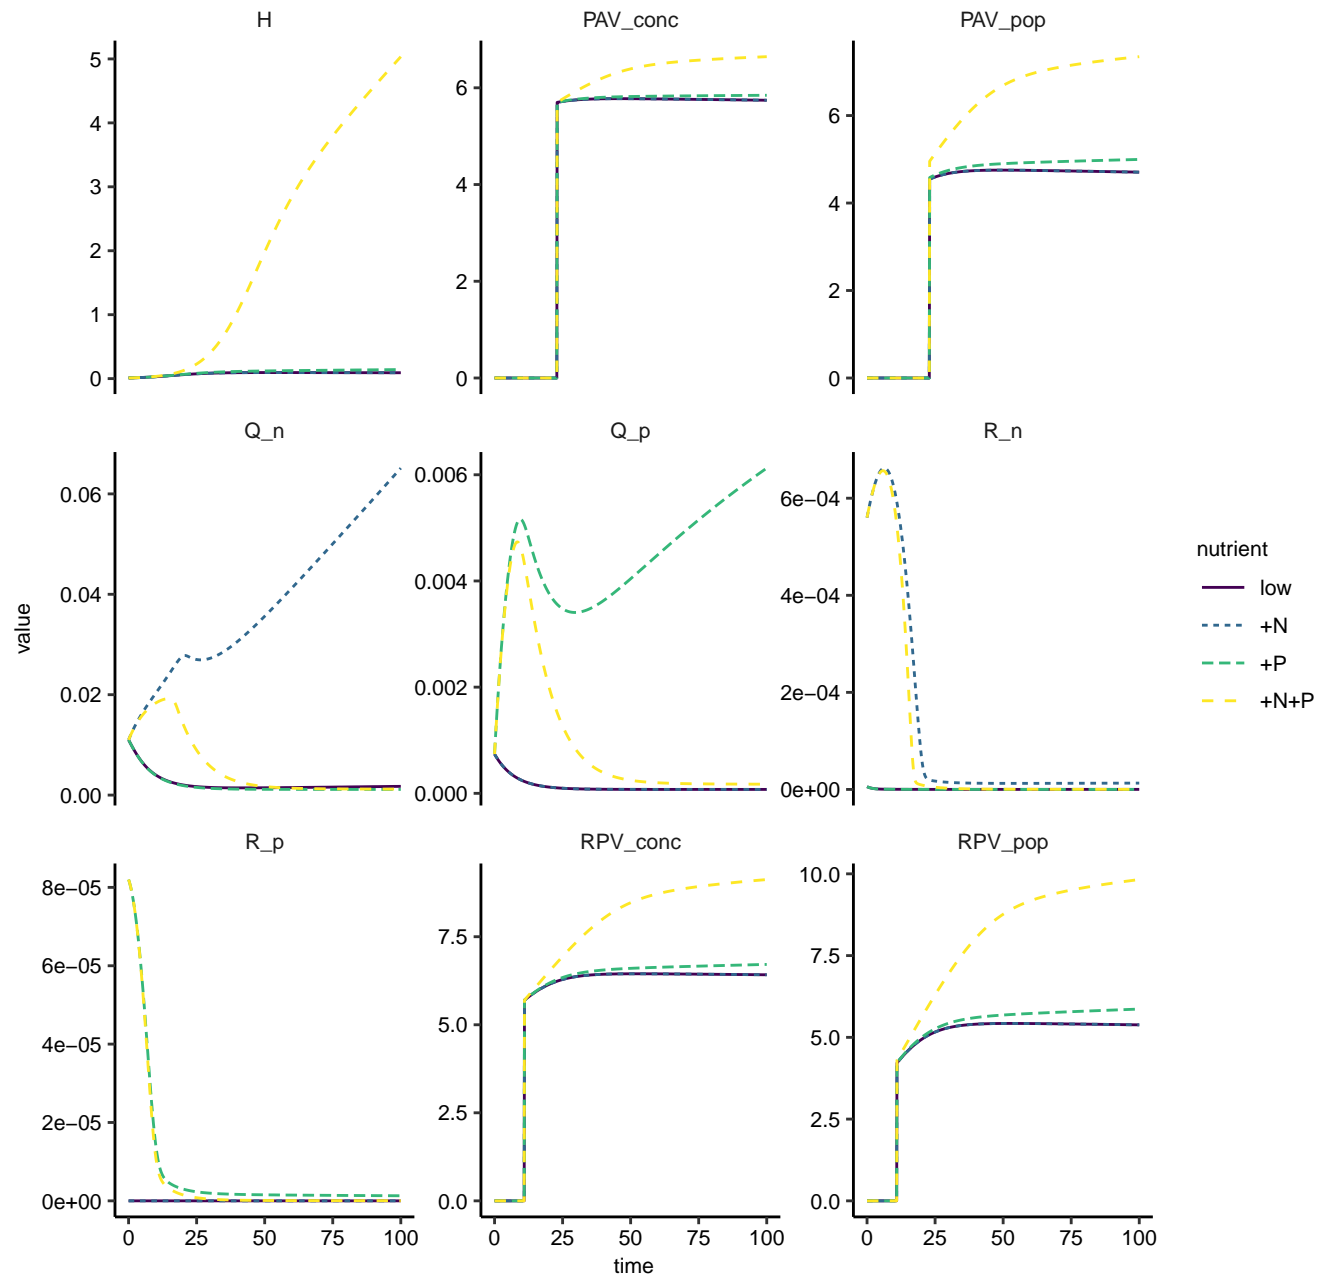 H
PAV_conc
PAV_pop
5
4
3
2
1
0
6
4
2
0
6
4
2
0
Q_n
Q_p
R_n
0.06
0.04
0.02
0.00
0.006
0.004
0.002
0.000
6e−04
4e−04
2e−04
0e+00
R_p
RPV_conc
RPV_pop
8e−05
6e−05
4e−05
2e−05
0e+00
7.5
5.0
2.5
0.0
10.0
7.5
5.0
2.5
0.0
0 25 50 75 100
0 25 50 75 100
0 25 50 75 100
time
value
nutrient
low
+N
+P
+N+P